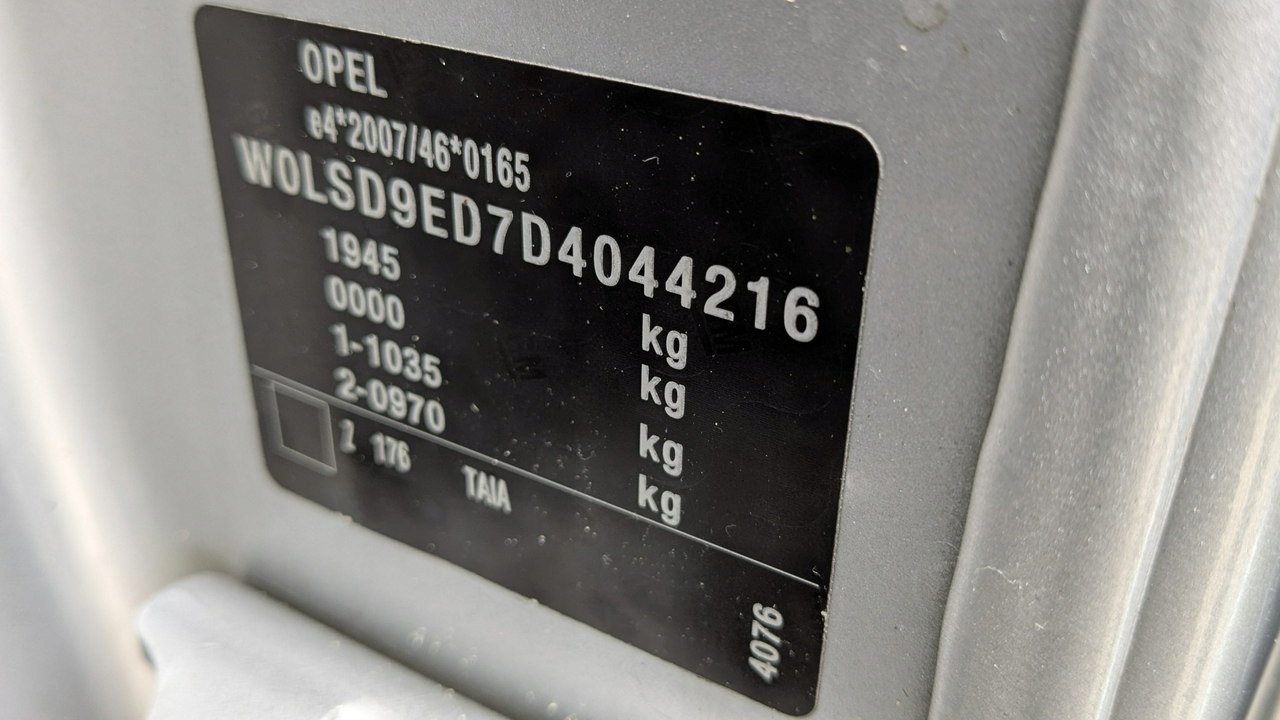 OPEL
e4*2007/46*0165
W0LSD9ED7D4044216
1945 kg
0000 kg
1-1035 kg
2-0970 kg
Z 176 TAIA
4076